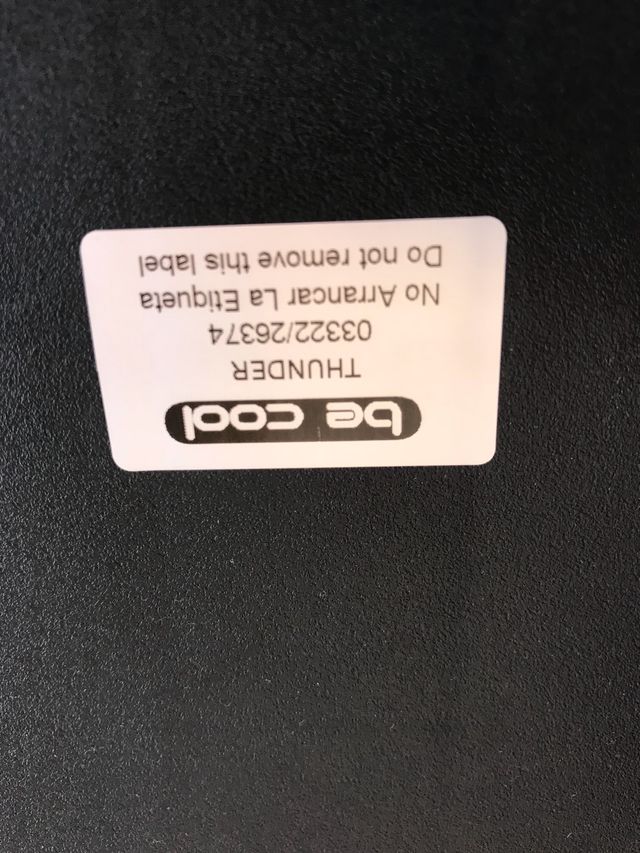 be cool
THUNDER
03322/26374
No Arrancar La Etiqueta
Do not remove this label